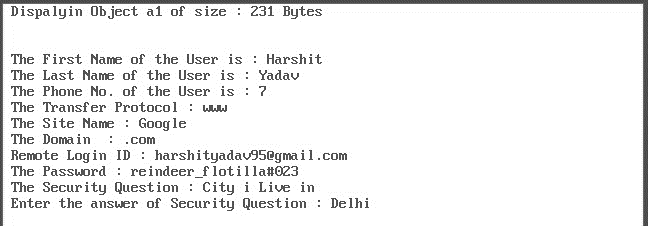 Dispalyin Object a1 of size : 231 Bytes
The First Name of the User is : Harshit
The Last Name of the User is : Yadav
The Phone No. of the User is : 7
The Transfer Protocol : www
The Site Name : Google
The Domain  : .com
Remote Login ID : harshityadav95@gmail.com
The Password : reindeer_flotilla#023
The Security Question : City i Live in
Enter the answer of Security Question : Delhi